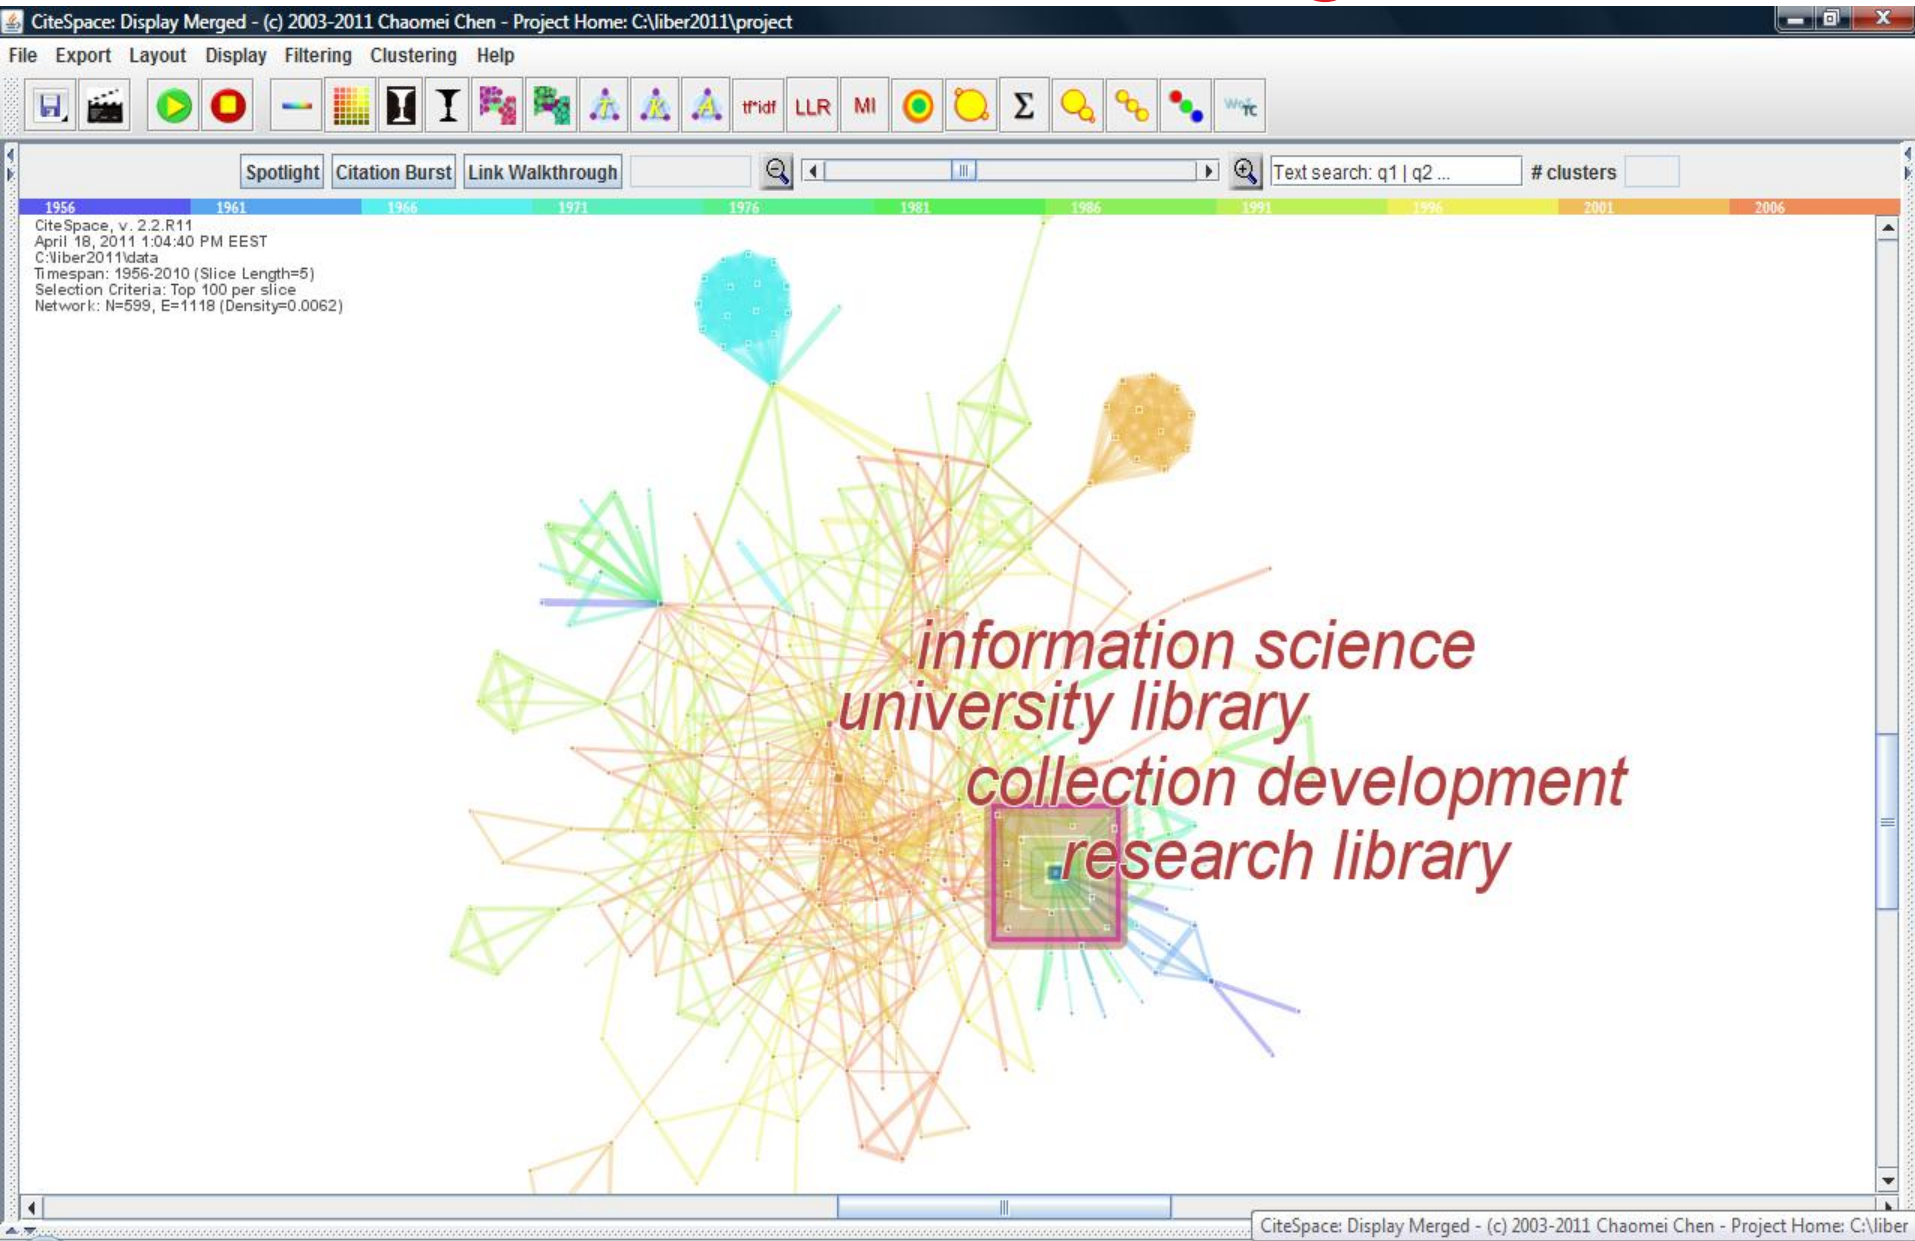 CiteSpace: Display Merged - (c) 2003-2011 Chaomei Chen - Project Home: C:\liber2011\project
File Export Layout Display Filtering Clustering Help
T K A tf*idf LLR MI Σ TC
Spotlight Citation Burst Link Walkthrough Text search: q1 | q2 ... # clusters
1956 1961 1966 1971 1976 1981 1986 1991 1996 2001 2006
CiteSpace, v. 2.2.R11
April 18, 2011 1:04:40 PM EEST
C:\liber2011\data
Timespan: 1956-2010 (Slice Length=5)
Selection Criteria: Top 100 per slice
Network: N=599, E=1118 (Density=0.0062)
information science
university library
collection development
research library
CiteSpace: Display Merged - (c) 2003-2011 Chaomei Chen - Project Home: C:\liber